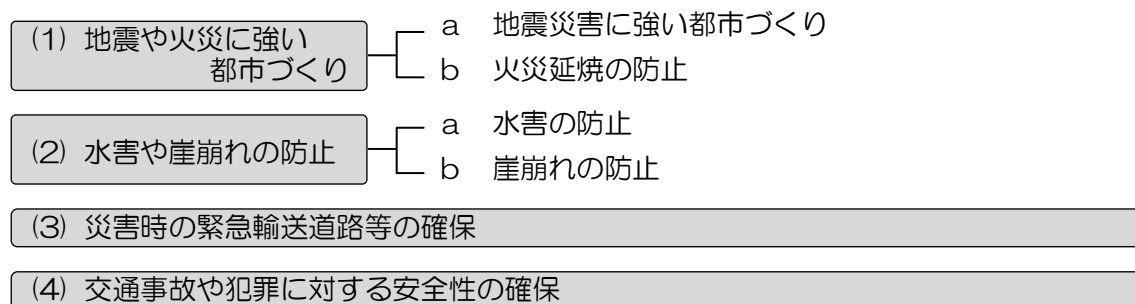 (1) 地震や火災に強い
都市づくり
a 地震災害に強い都市づくり
b 火災延焼の防止
(2) 水害や崖崩れの防止
a 水害の防止
b 崖崩れの防止
(3) 災害時の緊急輸送道路等の確保
(4) 交通事故や犯罪に対する安全性の確保